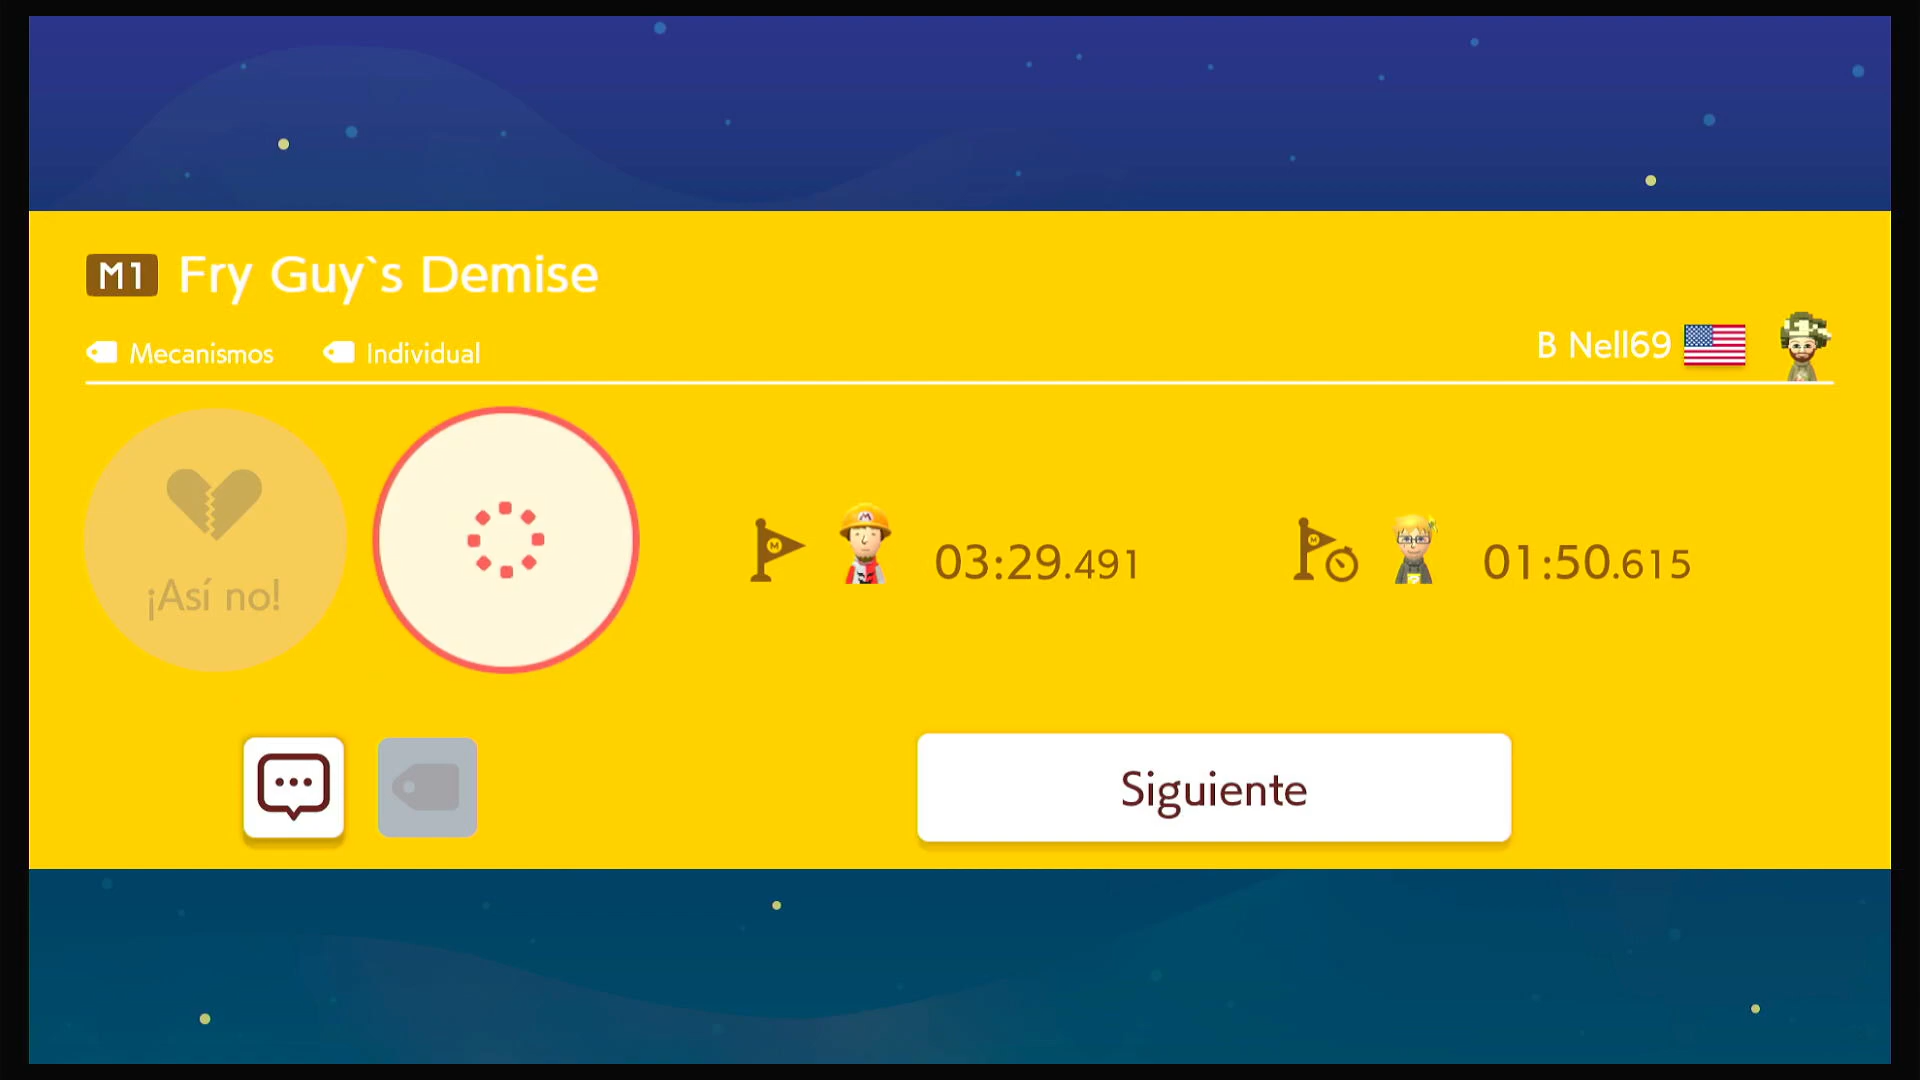 M1 Fry Guy`s Demise
Mecanismos Individual
B Nell69
¡Así no!
M
03:29.491
M
01:50.615
Siguiente